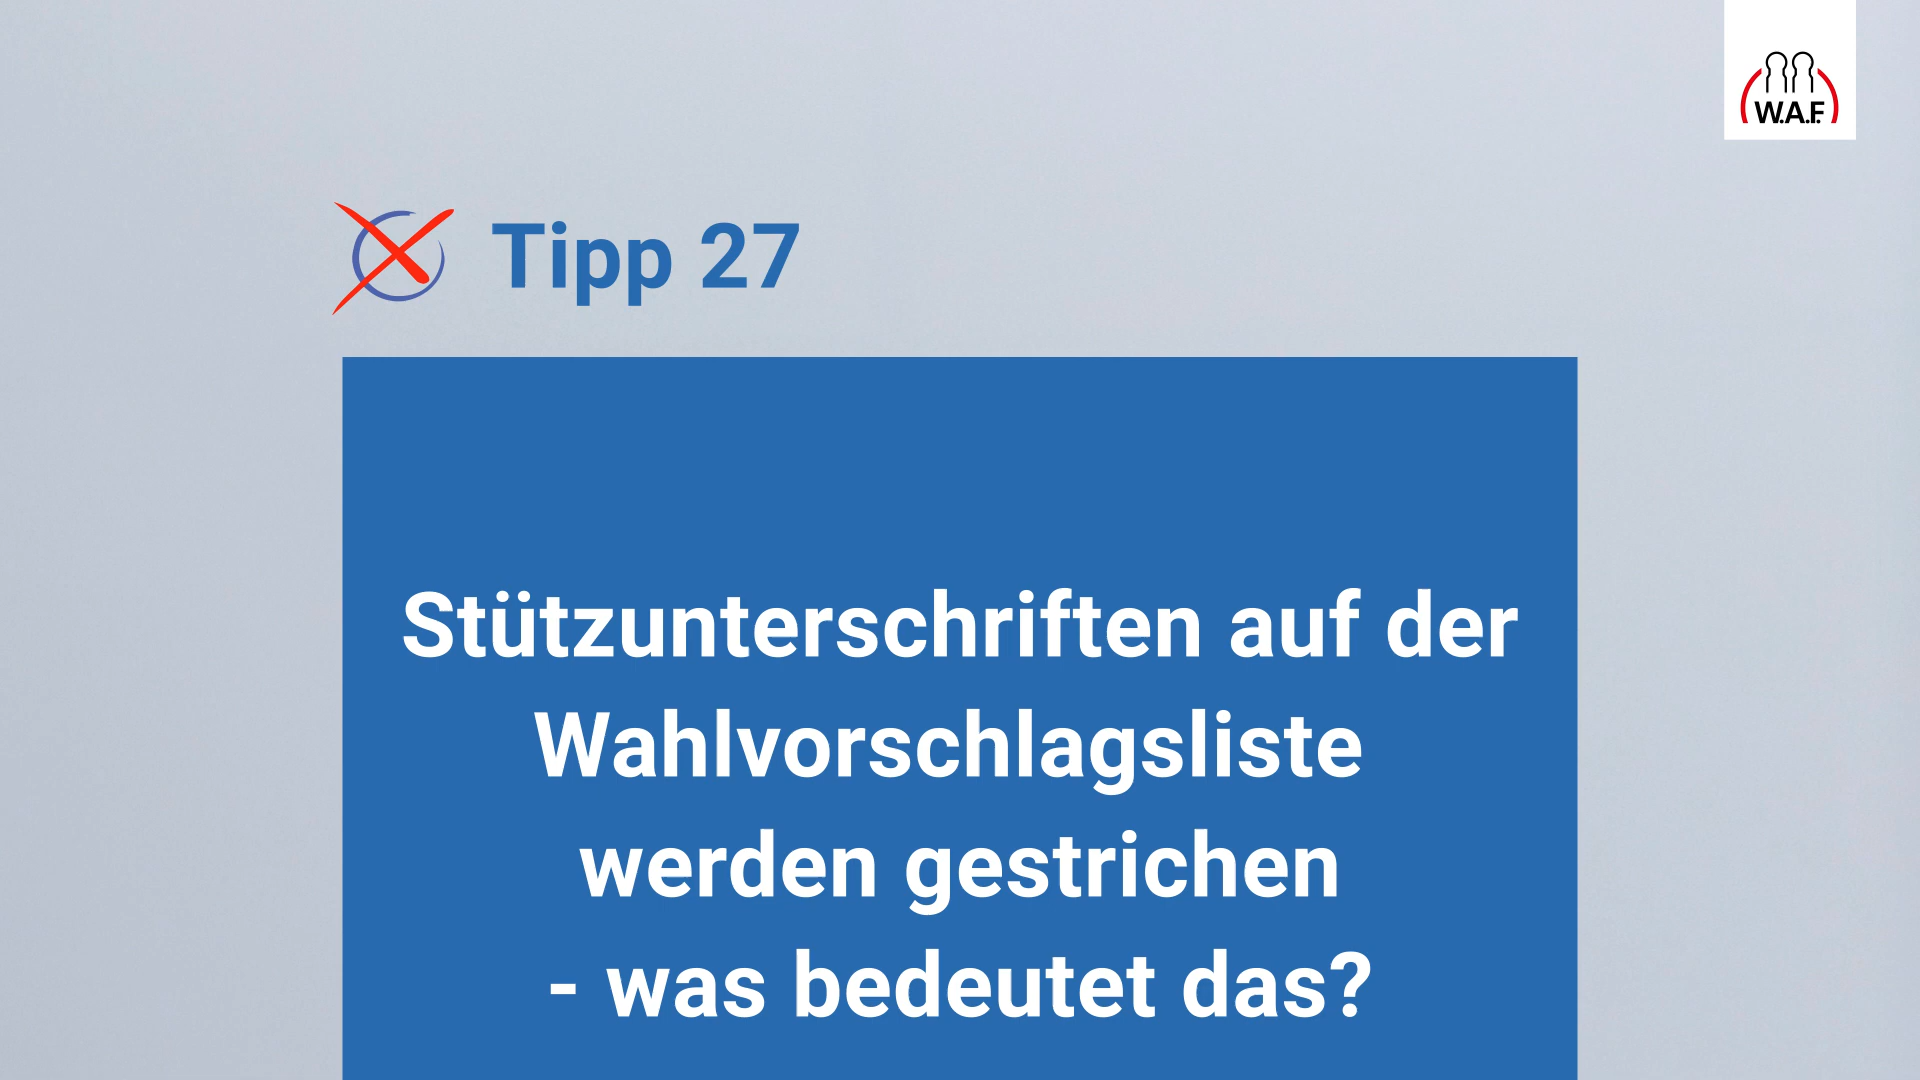 W.A.F.
Tipp 27
Stützunterschriften auf der
Wahlvorschlagsliste
werden gestrichen
- was bedeutet das?